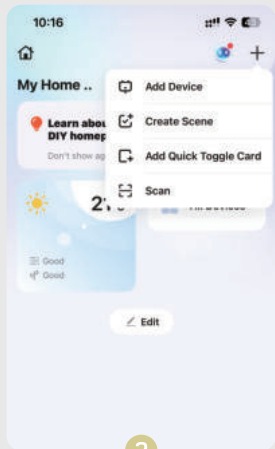 10:16
My Home ..
Add Device
Create Scene
Add Quick Toggle Card
Scan
Learn abou
DIY homep
Don't show ag
Good
Good
Edit